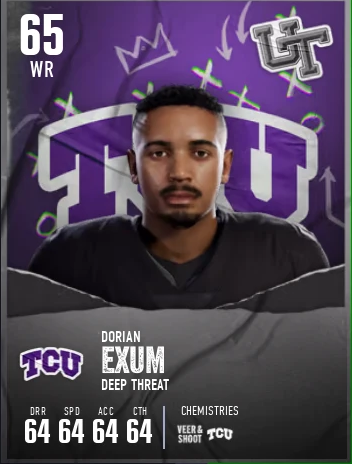 65
WR
UT
TCU
DORIAN
EXUM
DEEP THREAT
TCU
DRR SPD ACC CTH
64 64 64 64
CHEMISTRIES
VEER &
SHOOT
TCU